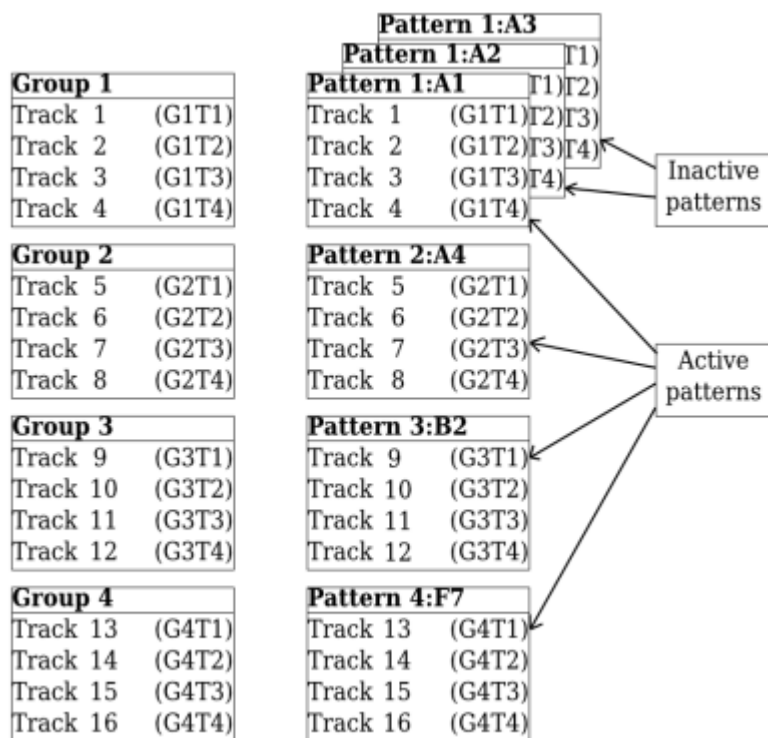 Pattern 1:A3
T1)
T2)
T3)
T4)
Pattern 1:A2
T1)
T2)
T3)
T4)
Group 1
Track 1 (G1T1)
Track 2 (G1T2)
Track 3 (G1T3)
Track 4 (G1T4)
Pattern 1:A1
Track 1 (G1T1)
Track 2 (G1T2)
Track 3 (G1T3)
Track 4 (G1T4)
Inactive
patterns
Group 2
Track 5 (G2T1)
Track 6 (G2T2)
Track 7 (G2T3)
Track 8 (G2T4)
Pattern 2:A4
Track 5 (G2T1)
Track 6 (G2T2)
Track 7 (G2T3)
Track 8 (G2T4)
Active
patterns
Group 3
Track 9 (G3T1)
Track 10 (G3T2)
Track 11 (G3T3)
Track 12 (G3T4)
Pattern 3:B2
Track 9 (G3T1)
Track 10 (G3T2)
Track 11 (G3T3)
Track 12 (G3T4)
Group 4
Track 13 (G4T1)
Track 14 (G4T2)
Track 15 (G4T3)
Track 16 (G4T4)
Pattern 4:F7
Track 13 (G4T1)
Track 14 (G4T2)
Track 15 (G4T3)
Track 16 (G4T4)